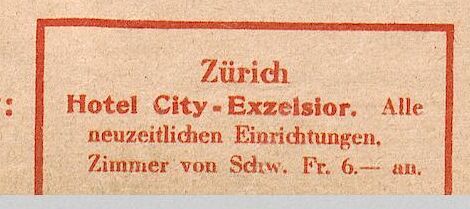 :
Zürich
Hotel City-Exzelsior. Alle
neuzeitlichen Einrichtungen.
Zimmer von Schw. Fr. 6.— an.